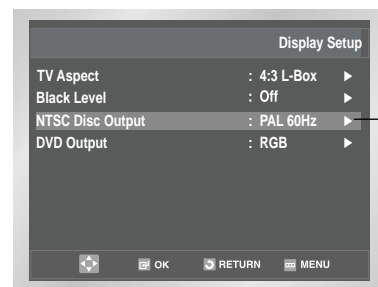 Display Setup
TV Aspect : 4:3 L-Box
Black Level : Off
NTSC Disc Output : PAL 60Hz
DVD Output : RGB
OK RETURN MENU